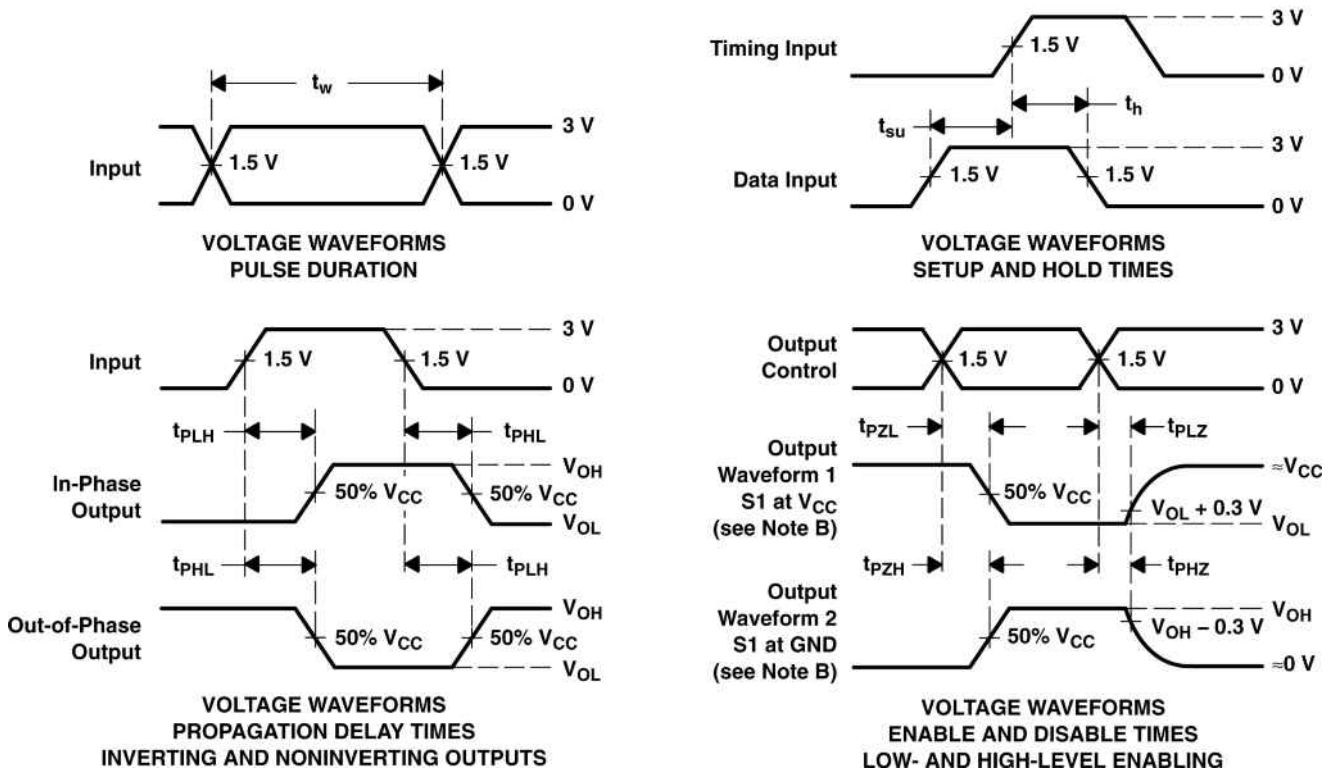 t_w
3 V
Input
1.5 V
1.5 V
0 V
VOLTAGE WAVEFORMS
PULSE DURATION
Timing Input
3 V
1.5 V
0 V
t_su
t_h
3 V
Data Input
1.5 V
1.5 V
0 V
VOLTAGE WAVEFORMS
SETUP AND HOLD TIMES
3 V
Input
1.5 V
1.5 V
0 V
t_PLH
t_PHL
In-Phase
Output
V_OH
50% V_CC
50% V_CC
V_OL
t_PHL
t_PLH
Out-of-Phase
Output
V_OH
50% V_CC
50% V_CC
V_OL
VOLTAGE WAVEFORMS
PROPAGATION DELAY TIMES
INVERTING AND NONINVERTING OUTPUTS
Output
Control
3 V
1.5 V
1.5 V
0 V
t_PZL
t_PLZ
Output
Waveform 1
S1 at V_CC
(see Note B)
≈V_CC
50% V_CC
V_OL + 0.3 V
V_OL
t_PZH
t_PHZ
Output
Waveform 2
S1 at GND
(see Note B)
V_OH
50% V_CC
V_OH − 0.3 V
≈0 V
VOLTAGE WAVEFORMS
ENABLE AND DISABLE TIMES
LOW- AND HIGH-LEVEL ENABLING